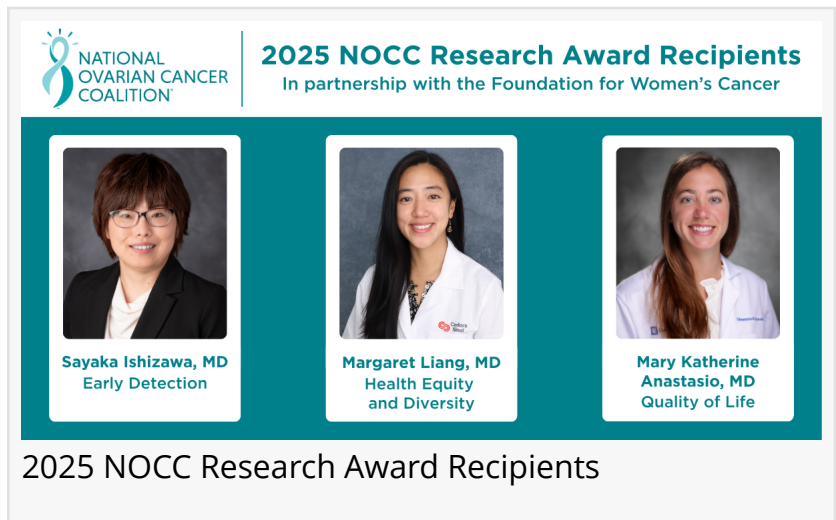 NATIONAL
OVARIAN CANCER
COALITION
2025 NOCC Research Award Recipients
In partnership with the Foundation for Women's Cancer
Sayaka Ishizawa, MD
Early Detection
Cedars
Sinai
Margaret Liang, MD
Health Equity
and Diversity
Mary Katherine
Anastasio, MD
Quality of Life
2025 NOCC Research Award Recipients